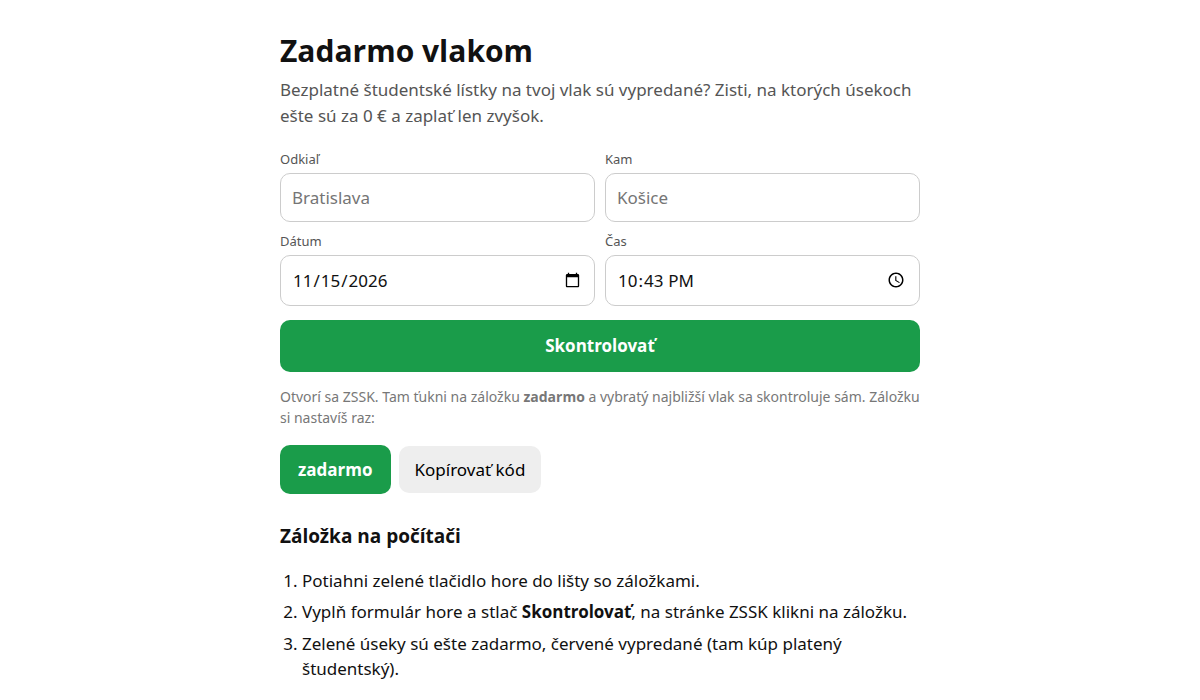 Zadarmo vlakom
Bezplatné študentské lístky na tvoj vlak sú vypredané? Zisti, na ktorých úsekoch
ešte sú za 0 € a zaplať len zvyšok.
Odkiaľ
Kam
Bratislava
Košice
Dátum
Čas
11/15/2026
10:43 PM
Skontrolovať
Otvorí sa ZSSK. Tam ťukni na záložku zadarmo a vybratý najbližší vlak sa skontroluje sám. Záložku
si nastavíš raz:
zadarmo
Kopírovať kód
Záložka na počítači
1. Potiahni zelené tlačidlo hore do lišty so záložkami.
2. Vyplň formulár hore a stlač Skontrolovať, na stránke ZSSK klikni na záložku.
3. Zelené úseky sú ešte zadarmo, červené vypredané (tam kúp platený
študentský).